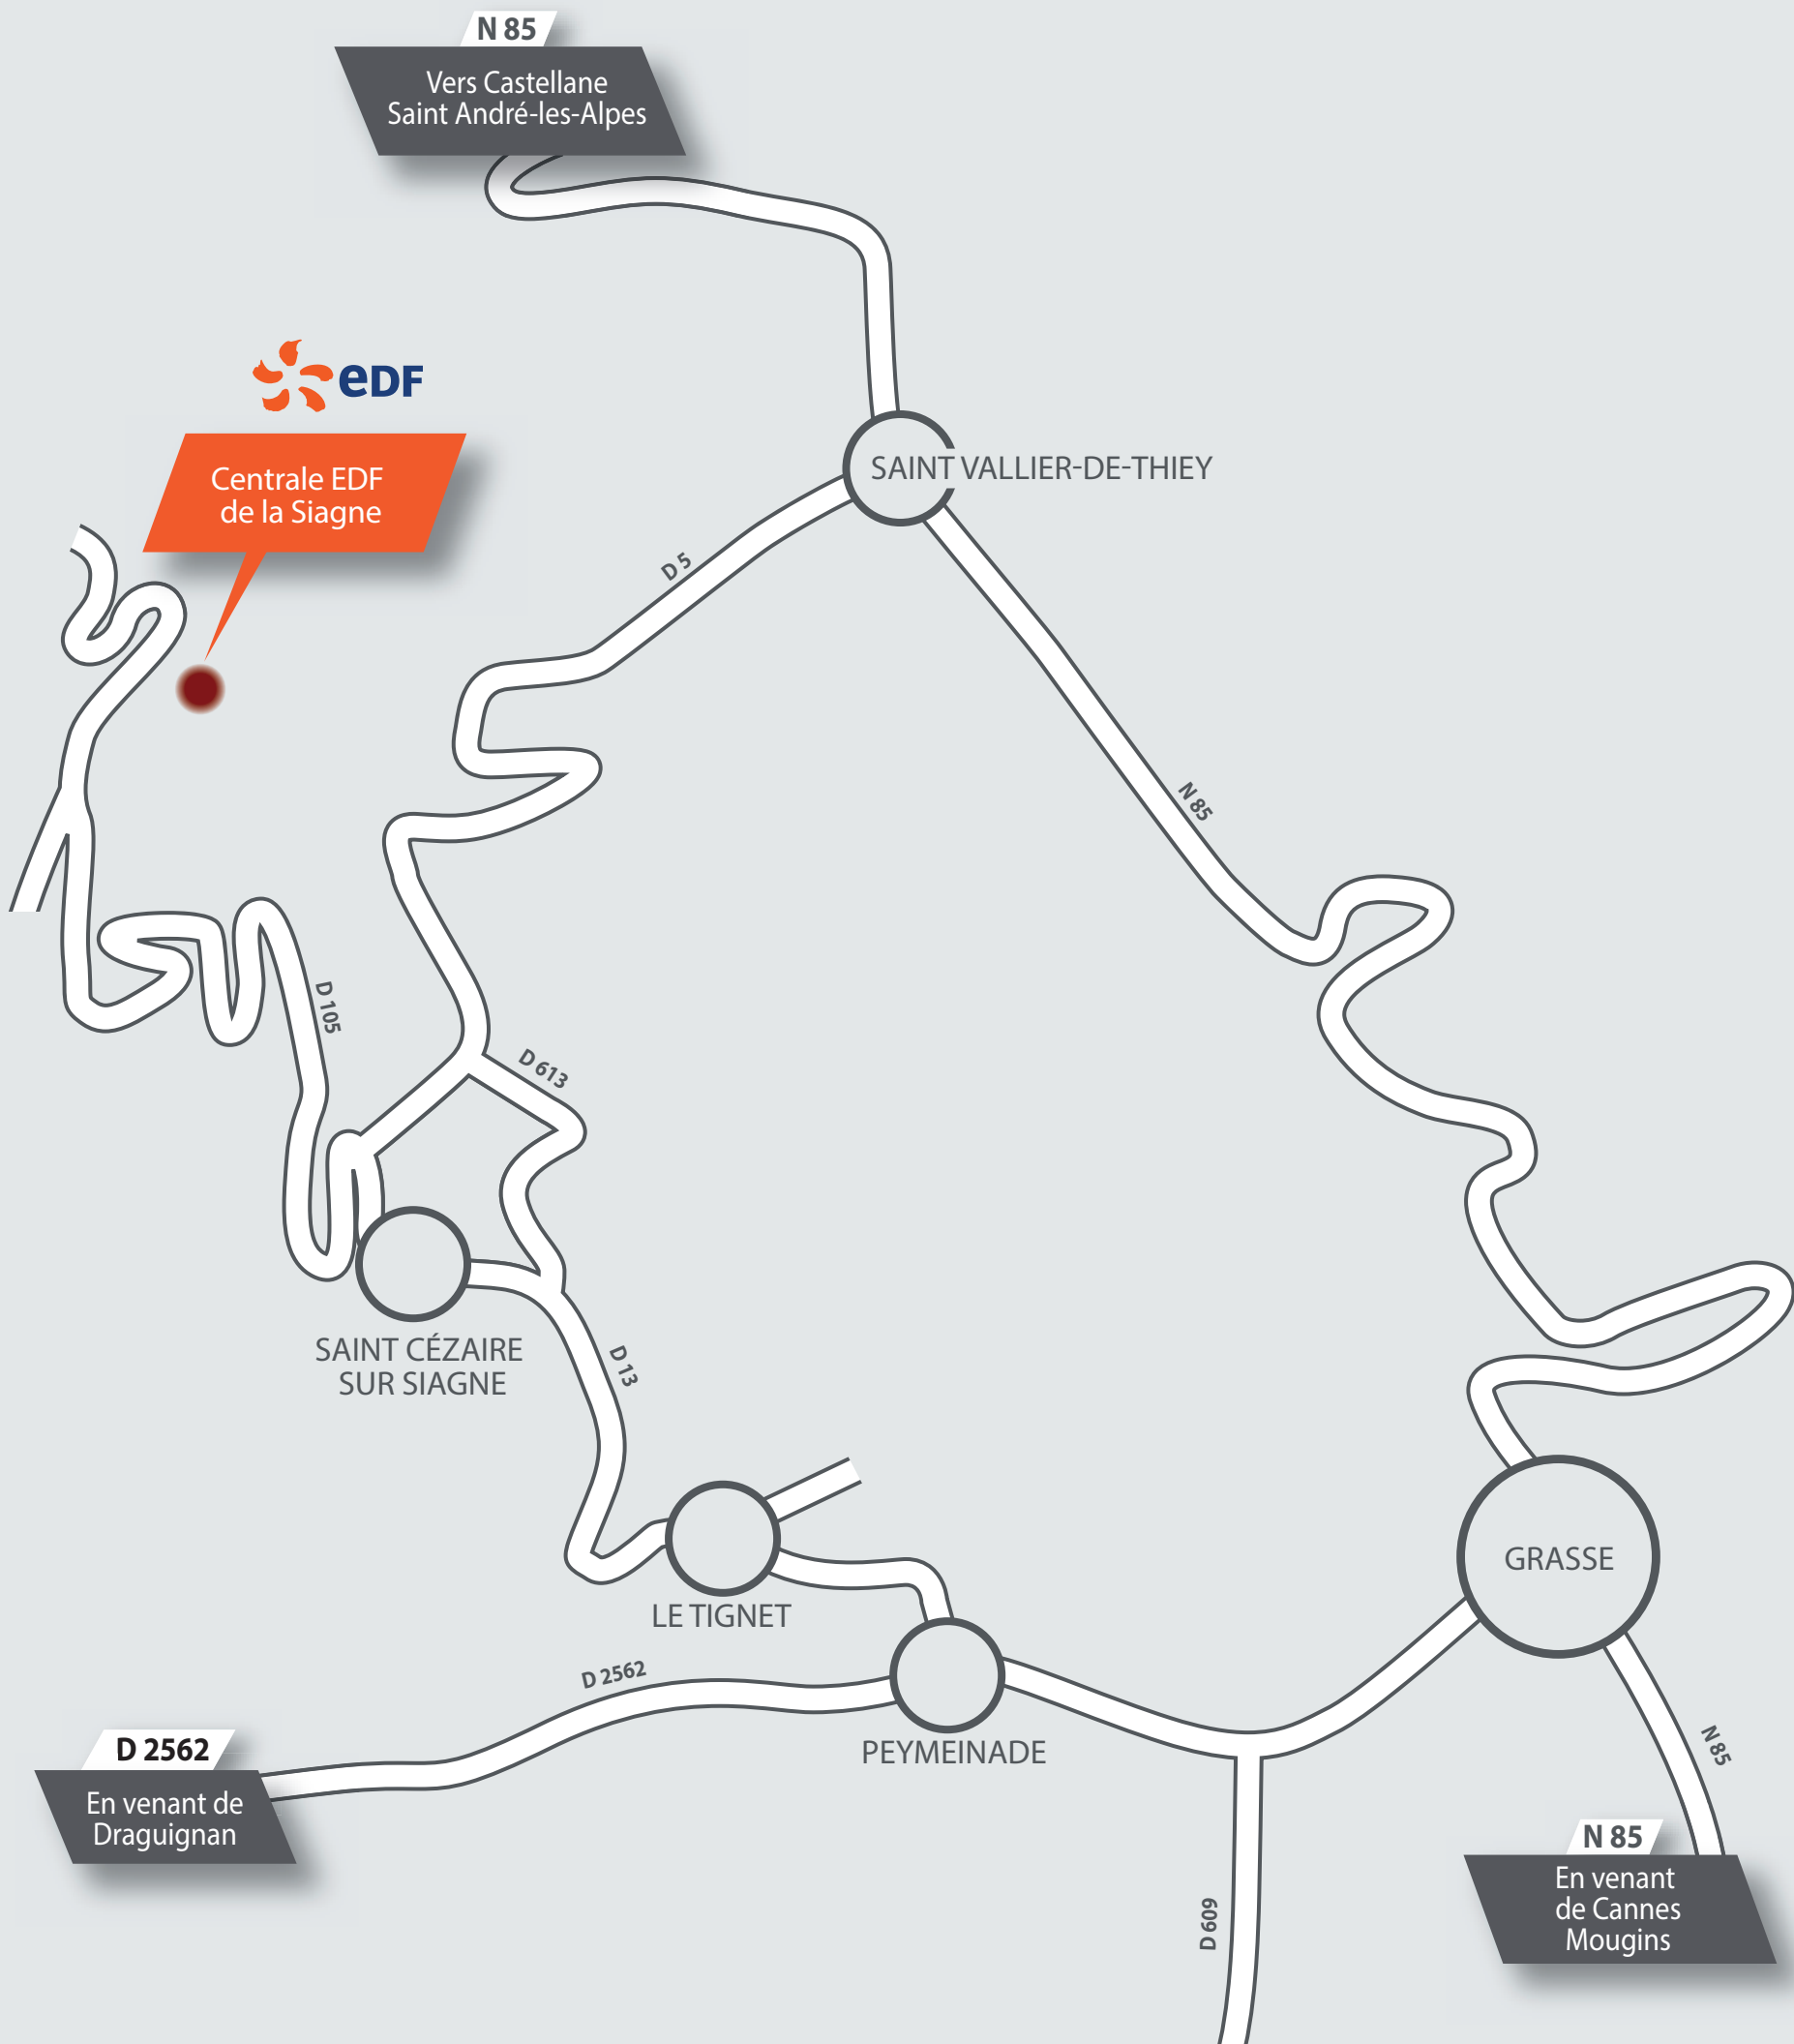 N 85
Vers Castellane
Saint André-les-Alpes
eDF
Centrale EDF
de la Siagne
SAINT VALLIER-DE-THIEY
D 5
N 85
D 105
D 613
SAINT CÉZAIRE
SUR SIAGNE
D 13
GRASSE
LE TIGNET
D 2562
PEYMEINADE
N 85
D 2562
En venant de
Draguignan
D 609
N 85
En venant
de Cannes
Mougins